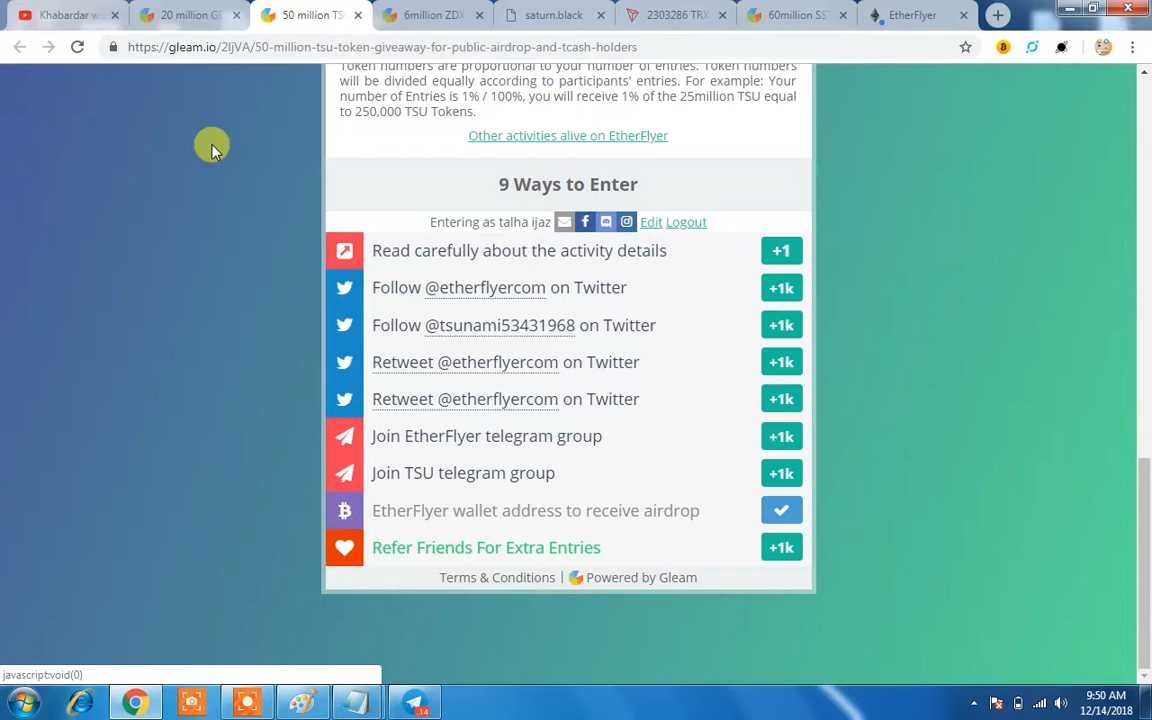 Khabardar w
20 million GE
50 million TS
6million ZDX
saturn.black
2303286 TRX
60million SS
EtherFlyer
https://gleam.io/2ljVA/50-million-tsu-token-giveaway-for-public-airdrop-and-tcash-holders
Token numbers are proportional to your number of entries. Token numbers
will be divided equally according to participants' entries. For example: Your
number of Entries is 1% / 100%, you will receive 1% of the 25million TSU equal
to 250,000 TSU Tokens.
Other activities alive on EtherFlyer
9 Ways to Enter
Entering as talha ijaz Edit Logout
Read carefully about the activity details +1
Follow @etherflyercom on Twitter +1k
Follow @tsunami53431968 on Twitter +1k
Retweet @etherflyercom on Twitter +1k
Retweet @etherflyercom on Twitter +1k
Join EtherFlyer telegram group +1k
Join TSU telegram group +1k
EtherFlyer wallet address to receive airdrop
Refer Friends For Extra Entries +1k
Terms & Conditions | Powered by Gleam
javascript:void(0)
14
9:50 AM
12/14/2018